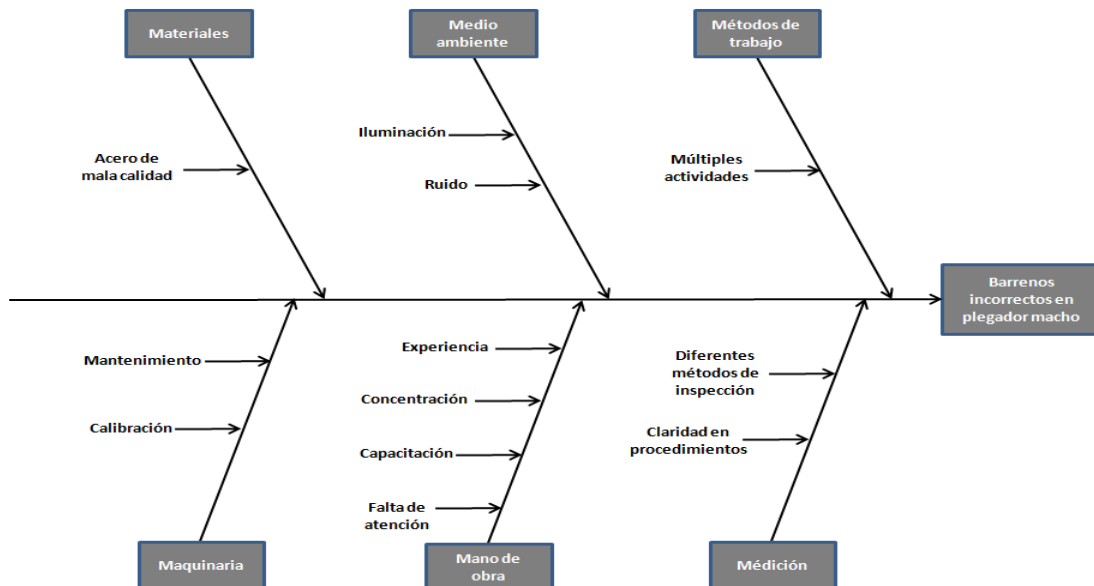 Materiales
Medio
ambiente
Métodos de
trabajo
Iluminación
Acero de
mala calidad
Múltiples
actividades
Ruido
Barrenos
incorrectos en
plegador macho
Experiencia
Mantenimiento
Diferentes
métodos de
inspección
Concentración
Calibración
Claridad en
procedimientos
Capacitación
Falta de
atención
Maquinaria
Mano de
obra
Médición